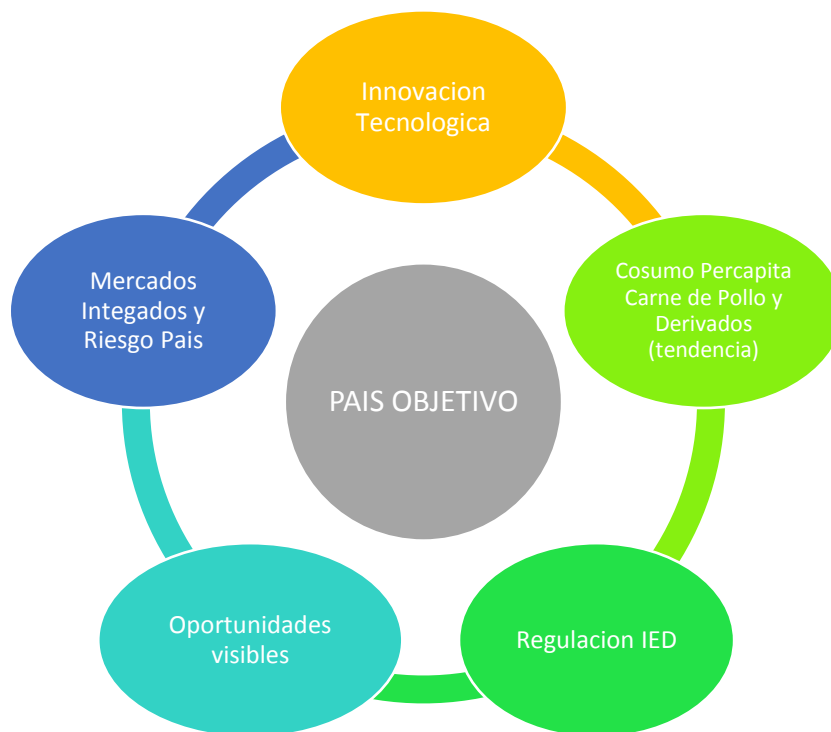 Innovacion
Tecnologica
Cosumo Percapita
Carne de Pollo y
Derivados
(tendencia)
Mercados
Integados y
Riesgo Pais
PAIS OBJETIVO
Oportunidades
visibles
Regulacion IED